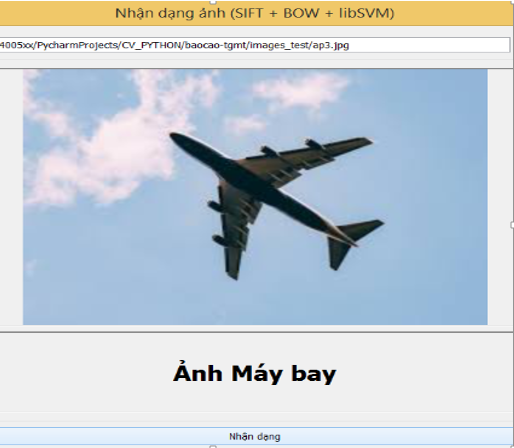 Nhận dạng ảnh (SIFT + BOW + libSVM)
4005xx/PycharmProjects/CV_PYTHON/baocao-tgmt/images_test/ap3.jpg
Ảnh Máy bay
Nhận dạng